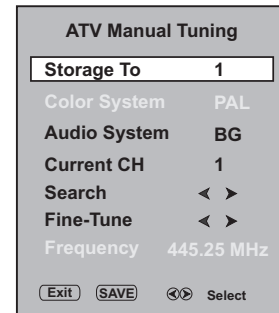 ATV Manual Tuning
Storage To 1
Color System PAL
Audio System BG
Current CH 1
Search
Fine-Tune
Frequency 445.25 MHz
Exit SAVE Select